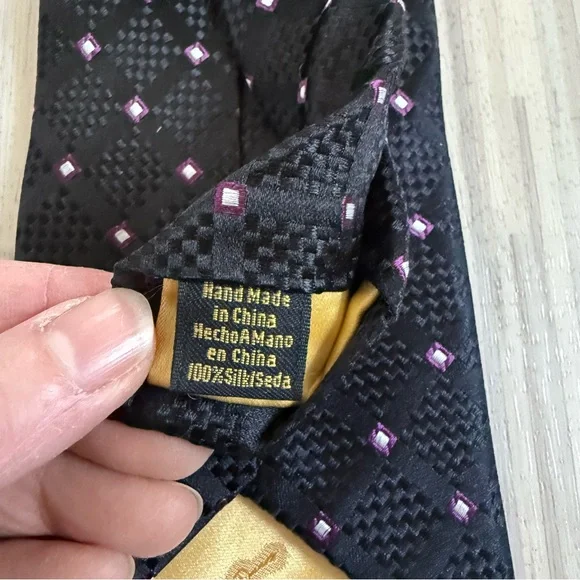 Hand Made
in China
HechoAMano
en China
100%Silk/Seda